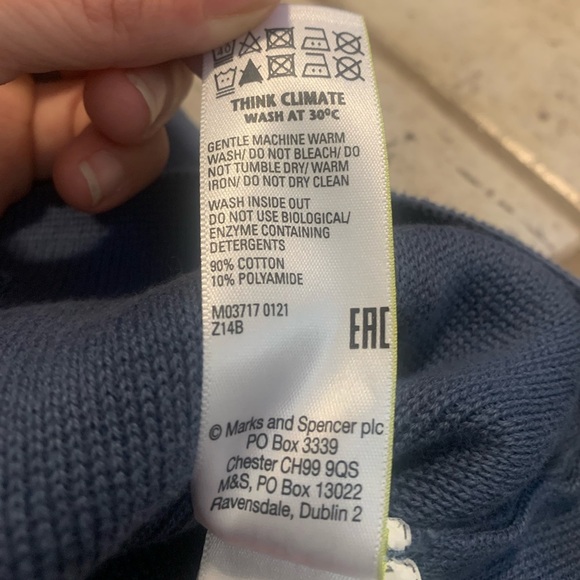 THINK CLIMATE
WASH AT 30ºC
GENTLE MACHINE WARM
WASH/ DO NOT BLEACH/ DO
NOT TUMBLE DRY/ WARM
IRON/ DO NOT DRY CLEAN
WASH INSIDE OUT
DO NOT USE BIOLOGICAL/
ENZYME CONTAINING
DETERGENTS
90% COTTON
10% POLYAMIDE
M03717 0121
Z14B
EAC
© Marks and Spencer plc
PO Box 3339
Chester CH99 9QS
M&S, PO Box 13022
Ravensdale, Dublin 2